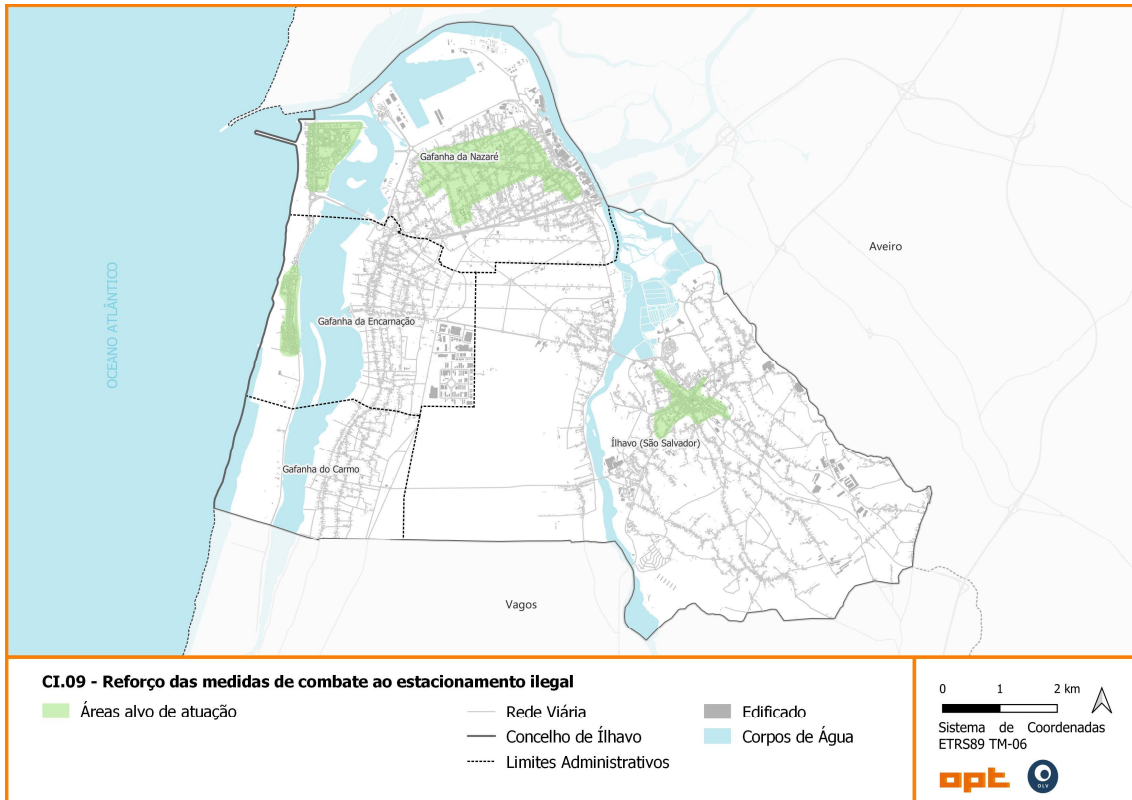 Gafanha da Nazaré
Aveiro
OCEANO ATLÂNTICO
Gafanha da Encarnação
Ílhavo (São Salvador)
Gafanha do Carmo
Vagos
CI.09 - Reforço das medidas de combate ao estacionamento ilegal
Áreas alvo de atuação
Rede Viária
Concelho de Ílhavo
Limites Administrativos
Edificado
Corpos de Água
0 1 2 km
Sistema de Coordenadas
ETRS89 TM-06
opt
OLV